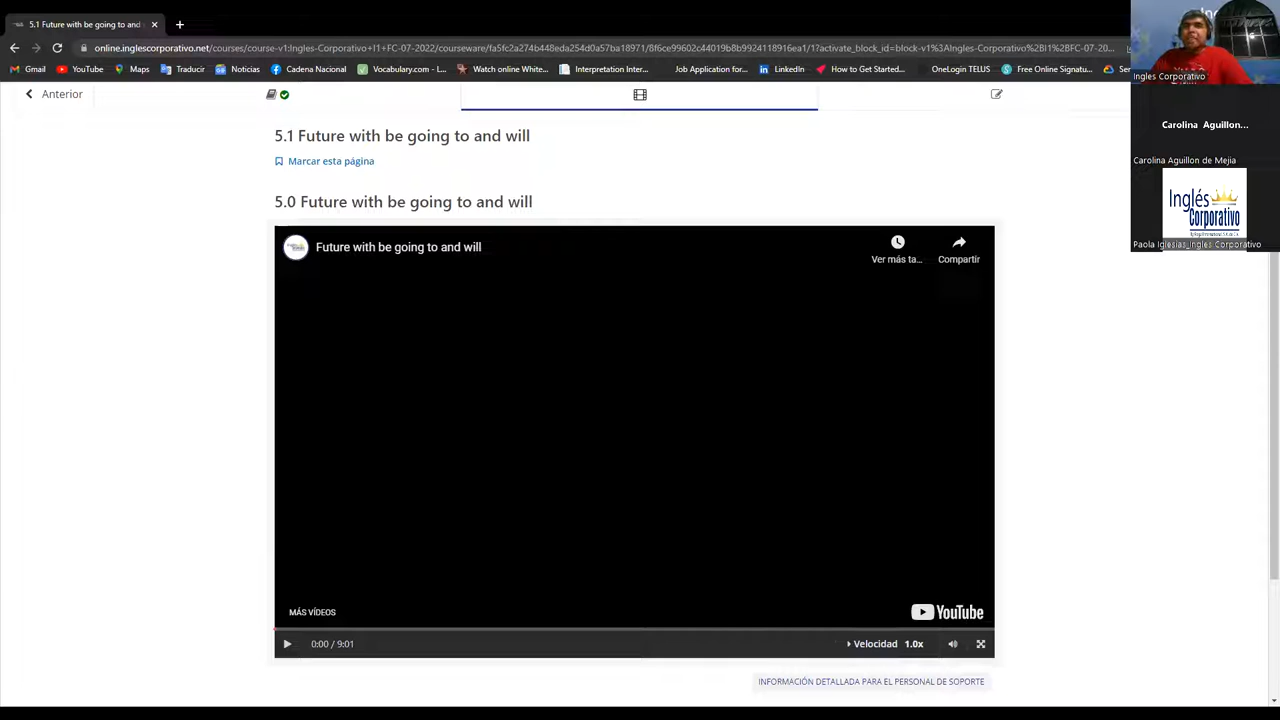 5.1 Future with be going to and
online.inglescorporativo.net/courses/course-v1:Ingles-Corporativo+I1+FC-07-2022/courseware/fa5fc2a274b448eda254d0a57ba18971/8f6ce99602c44019b8b9924118916ea1/1?activate_block_id=block-v1%3AIngles-Corporativo%2BI1%2BFC-07-20...
Gmail YouTube Maps Traducir Noticias Cadena Nacional Vocabulary.com - L... Watch online White... Interpretation Inter... Job Application for... LinkedIn How to Get Started... OneLogin TELUS Free Online Signatu... Ser
Ingles Corporativo
Anterior
Carolina Aguillon...
5.1 Future with be going to and will
Marcar esta página
Carolina Aguillon de Mejia
5.0 Future with be going to and will
Inglés
Corporativo
Paola Iglesias_Ingles Corporativo
Future with be going to and will
Ver más ta... Compartir
MÁS VÍDEOS
YouTube
0:00 / 9:01
Velocidad 1.0x
INFORMACIÓN DETALLADA PARA EL PERSONAL DE SOPORTE